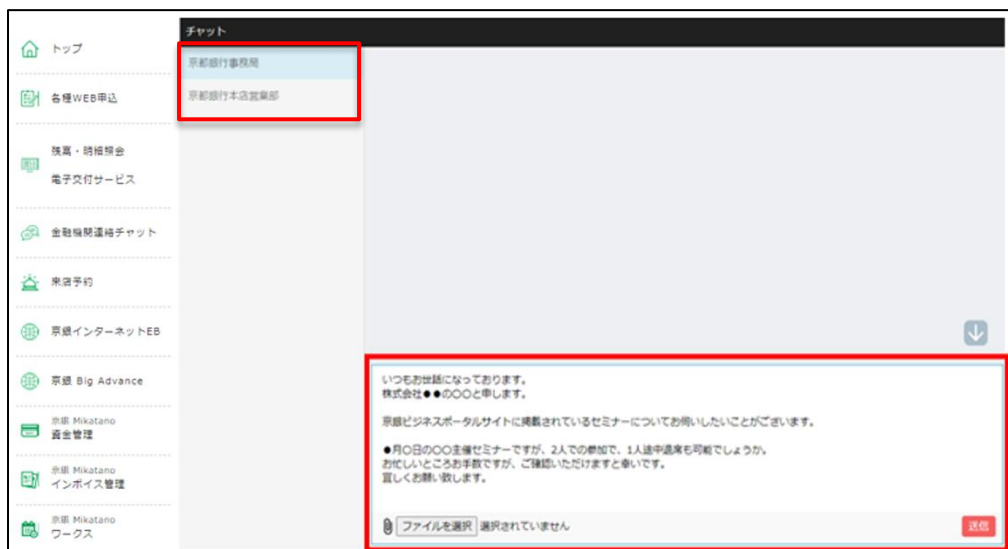 チャット
トップ
各種WEB申込
残高・明細照会
電子交付サービス
金融機関連絡チャット
来店予約
京銀インターネットEB
京銀 Big Advance
京銀 Mikatano
資金管理
京銀 Mikatano
インボイス管理
京銀 Mikatano
ワークス
京都銀行事務局
京都銀行本店営業部
いつもお世話になっております。
株式会社●●の〇〇と申します。
京銀ビジネスポータルサイトに掲載されているセミナーについてお伺いしたいことがございます。
●月〇日の〇〇主催セミナーですが、2人での参加で、1人途中退席も可能でしょうか。
お忙しいところお手数ですが、ご確認いただけますと幸いです。
宜しくお願い致します。
ファイルを選択 選択されていません
送信